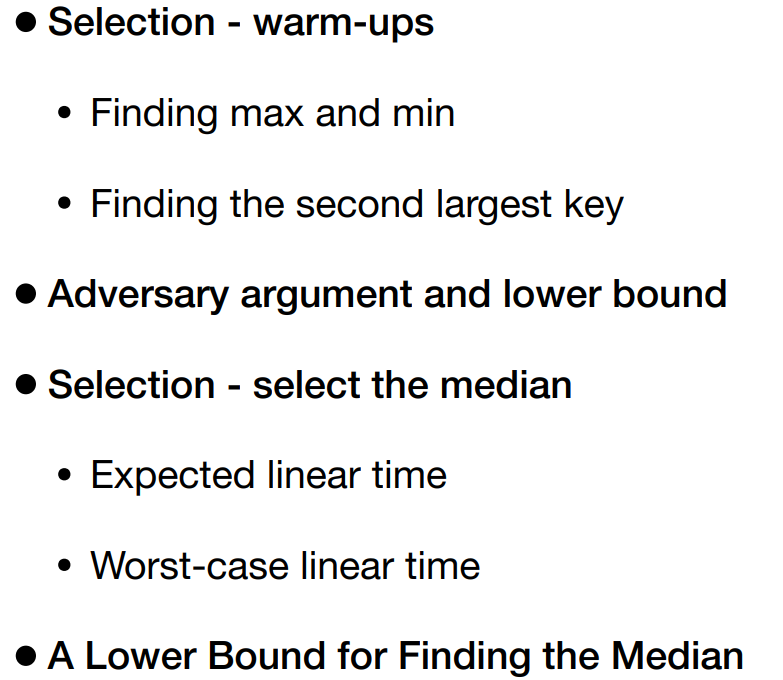 ● Selection - warm-ups
• Finding max and min
• Finding the second largest key
● Adversary argument and lower bound
● Selection - select the median
• Expected linear time
• Worst-case linear time
● A Lower Bound for Finding the Median